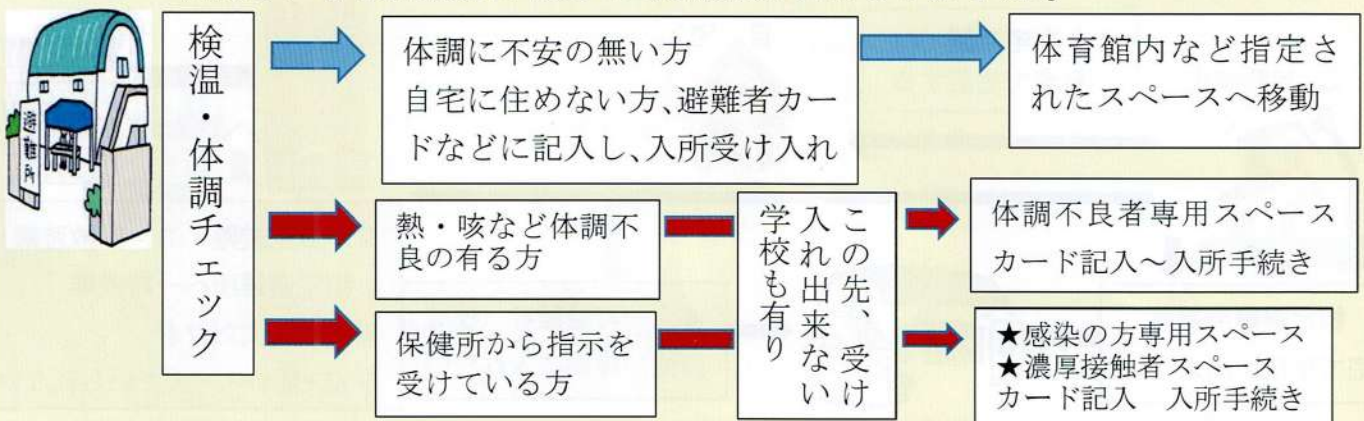 避難所
検温・体調チェック
体調に不安の無い方
自宅に住めない方、避難者カー
ドなどに記入し、入所受け入れ
体育館内など指定さ
れたスペースへ移動
熱・咳など体調不
良の有る方
保健所から指示を
受けている方
この先、受け
入れ出来ない
学校も有り
体調不良者専用スペース
カード記入～入所手続き
★感染の方専用スペース
★濃厚接触者スペース
カード記入　入所手続き